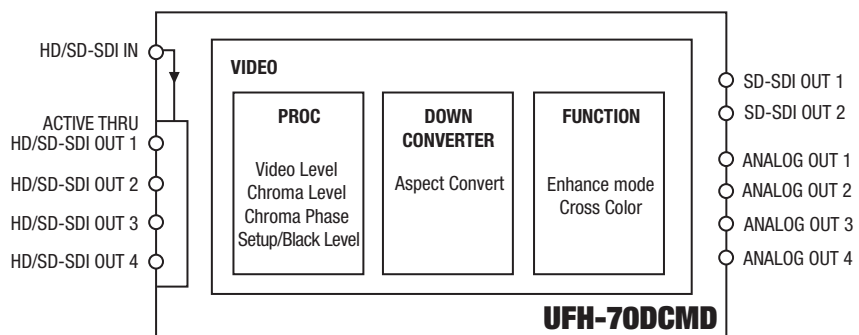 HD/SD-SDI IN
ACTIVE THRU
HD/SD-SDI OUT 1
HD/SD-SDI OUT 2
HD/SD-SDI OUT 3
HD/SD-SDI OUT 4
VIDEO
PROC
Video Level
Chroma Level
Chroma Phase
Setup/Black Level
DOWN
CONVERTER
Aspect Convert
FUNCTION
Enhance mode
Cross Color
SD-SDI OUT 1
SD-SDI OUT 2
ANALOG OUT 1
ANALOG OUT 2
ANALOG OUT 3
ANALOG OUT 4
UFH-70DCMD